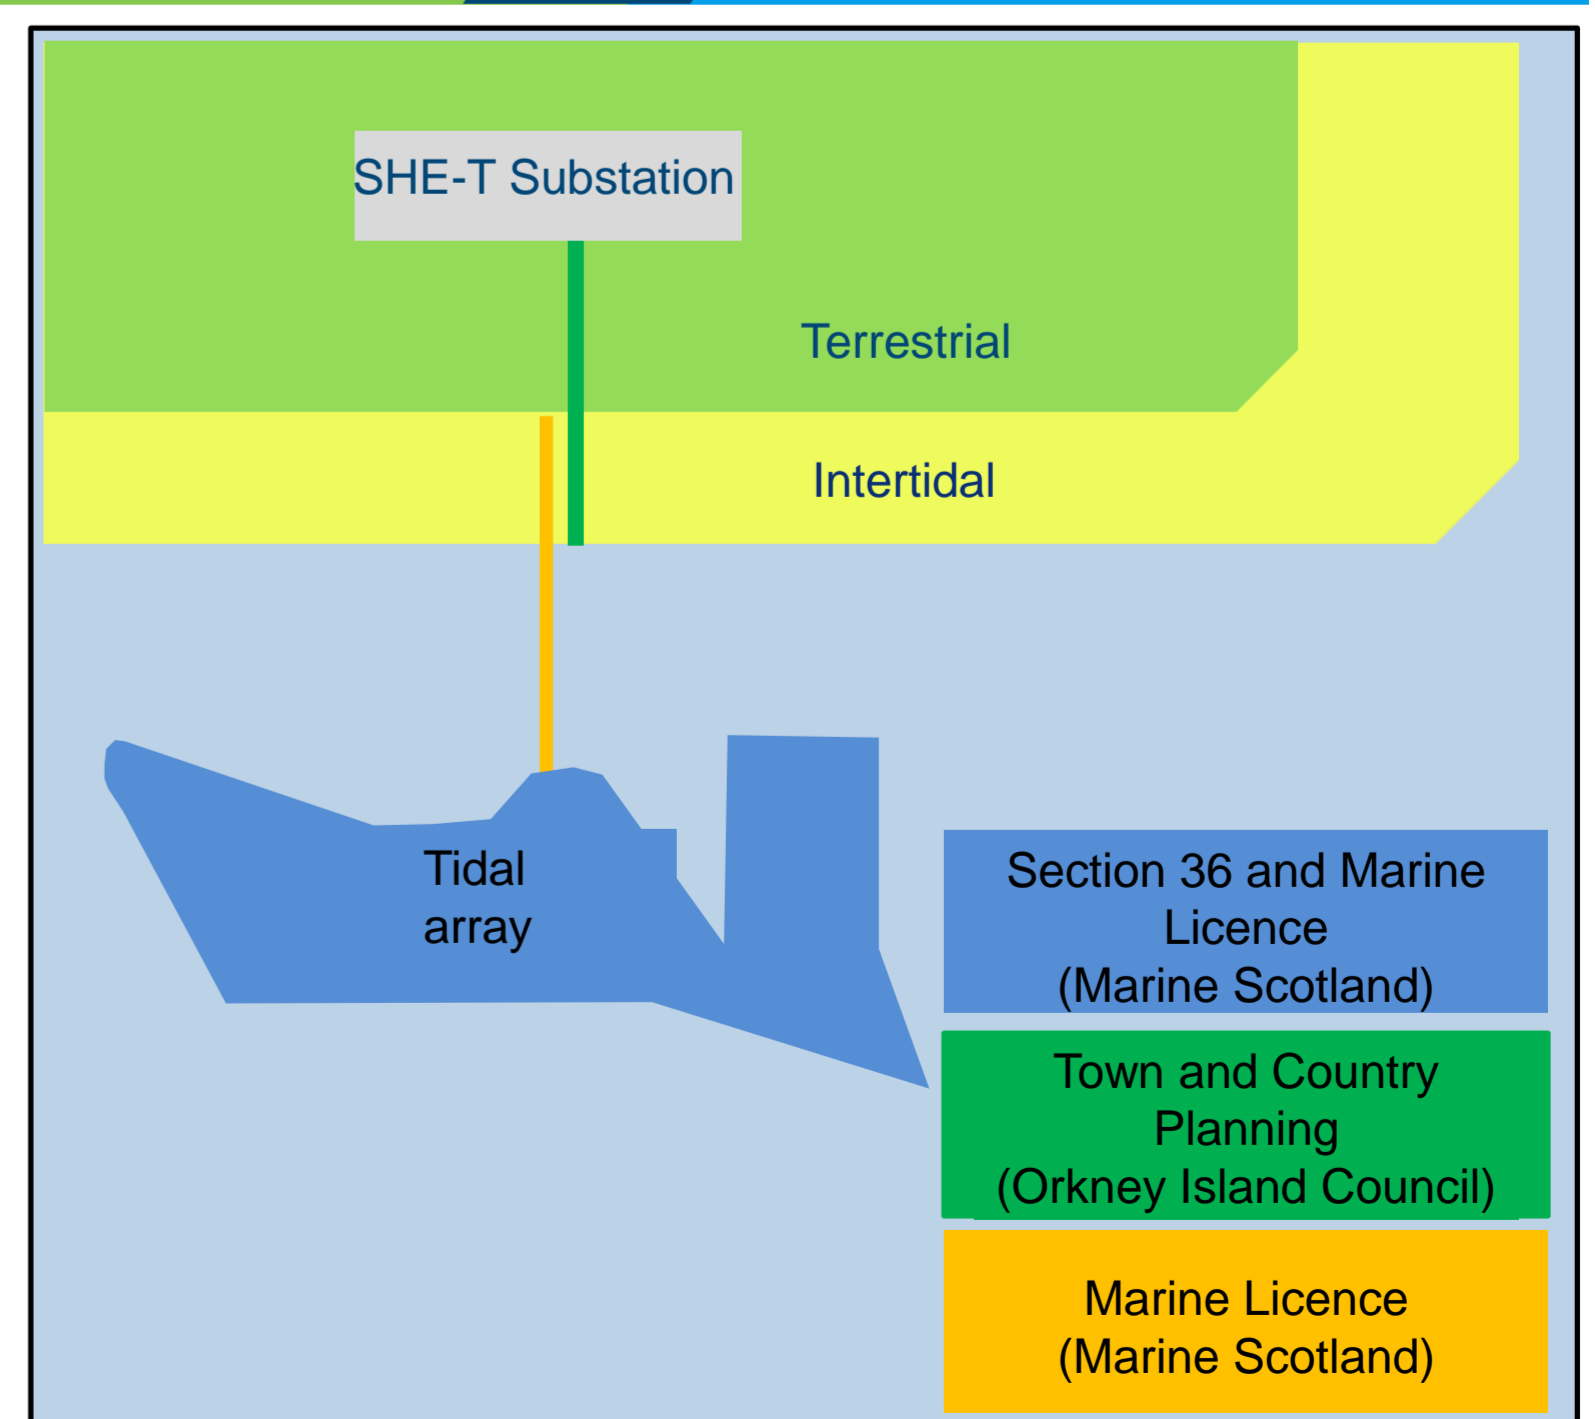 SHE-T Substation
Terrestrial
Intertidal
Tidal
array
Section 36 and Marine
Licence
(Marine Scotland)
Town and Country
Planning
(Orkney Island Council)
Marine Licence
(Marine Scotland)